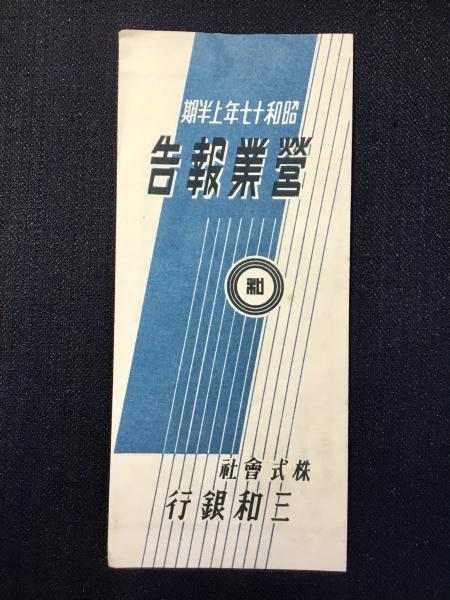 昭和十七年上半期
營業報告
株式會社
三和銀行